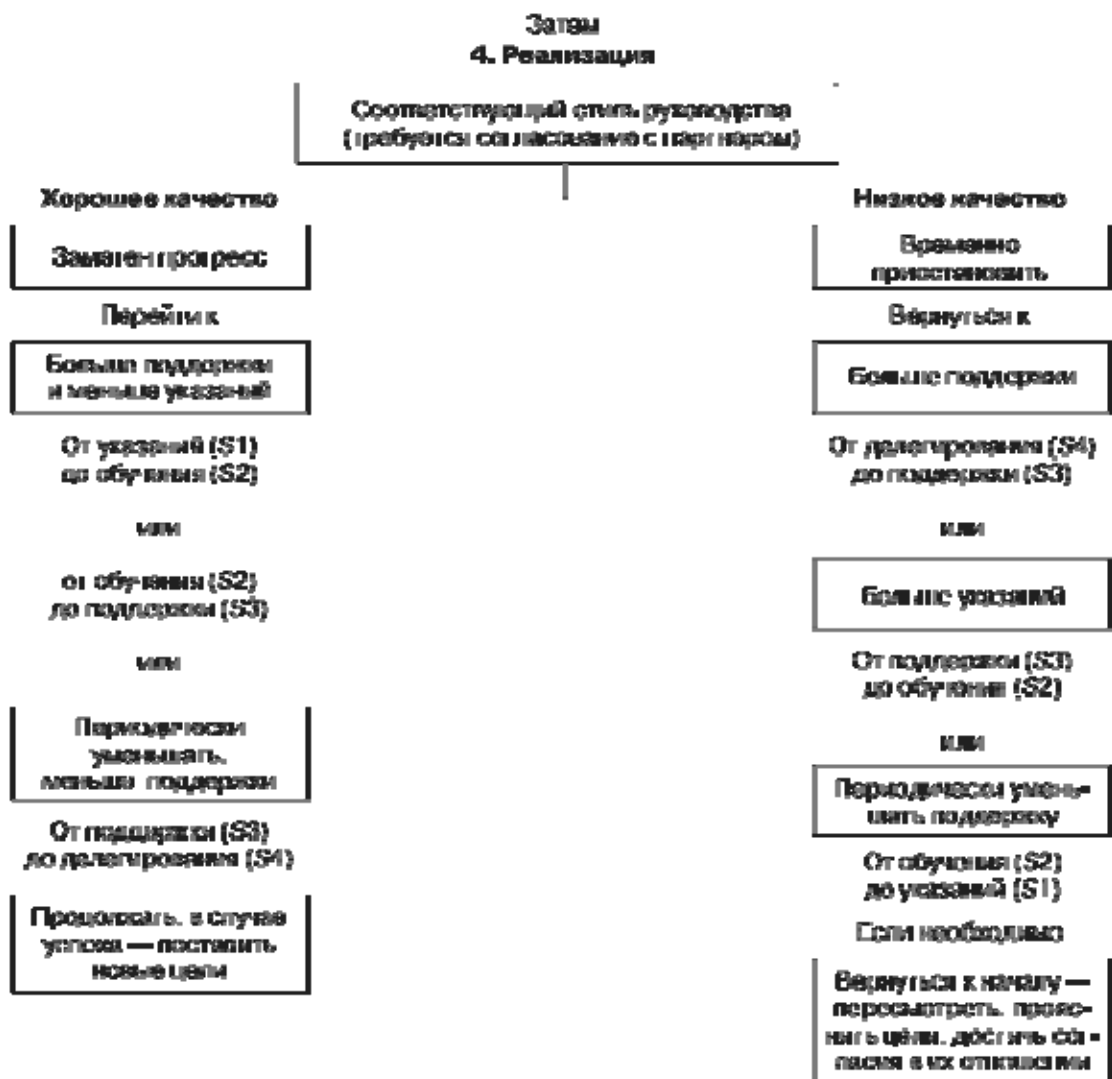 Затем
4. Реализация
Соответствующий стиль руководства
(требуется согласование с партнером)
Хорошее качество
Заметен прогресс
Перейти к
Больше поддержки
и меньше указаний
От указаний (S1)
до обучения (S2)
или
от обучения (S2)
до поддержки (S3)
или
Периодически
уменьшать,
меньше поддержки
От поддержки (S3)
до делегирования (S4)
Продолжать, в случае
успеха — поставить
новые цели
Низкое качество
Временно
приостановить
Вернуться к
Больше поддержки
От делегирования (S4)
до поддержки (S3)
или
Больше указаний
От поддержки (S3)
до обучения (S2)
или
Периодически умень-
шать поддержку
От обучения (S2)
до указаний (S1)
Если необходимо
Вернуться к началу —
пересмотреть, прояс-
нить цели, достичь сог-
ласия в их отношении